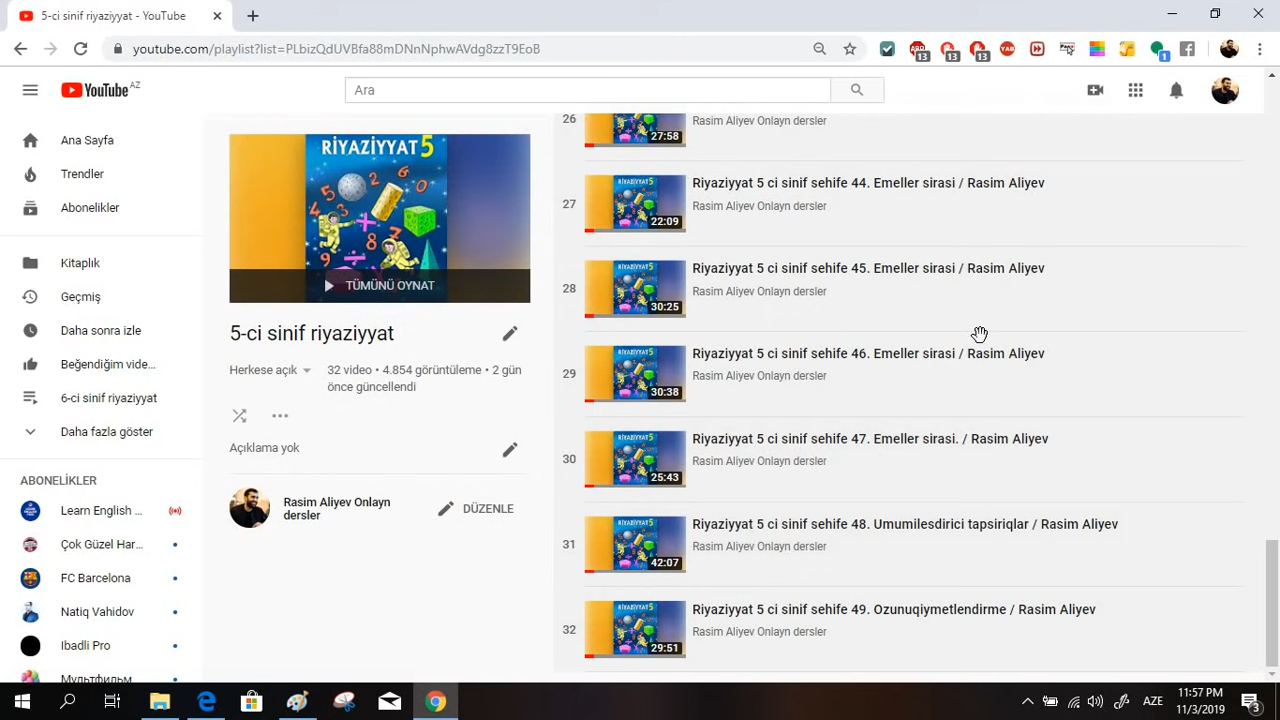 5-ci sinif riyaziyyat - YouTube
youtube.com/playlist?list=PLbizQdUVBfa88mDNnNphwAVdg8zzT9EoB
13
13
13
YAB
1
YouTube AZ
Ara
Ana Sayfa
Trendler
Abonelikler
Kitaplık
Geçmiş
Daha sonra izle
Beğendiğim vide...
6-ci sinif riyaziyyat
Daha fazla göster
ABONELİKLER
Learn English ...
Çok Güzel Har...
FC Barcelona
Natiq Vahidov
Ibadli Pro
Мультфильм
RİYAZİYYAT 5
TÜMÜNÜ OYNAT
5-ci sinif riyaziyyat
Herkese açık
32 video • 4.854 görüntüleme • 2 gün
önce güncellendi
Açıklama yok
Rasim Aliyev Onlayn
dersler
DÜZENLE
26
27:58
Rasim Aliyev Onlayn dersler
27
22:09
Riyaziyyat 5 ci sinif sehife 44. Emeller sirasi / Rasim Aliyev
Rasim Aliyev Onlayn dersler
28
30:25
Riyaziyyat 5 ci sinif sehife 45. Emeller sirasi / Rasim Aliyev
Rasim Aliyev Onlayn dersler
29
30:38
Riyaziyyat 5 ci sinif sehife 46. Emeller sirasi / Rasim Aliyev
Rasim Aliyev Onlayn dersler
30
25:43
Riyaziyyat 5 ci sinif sehife 47. Emeller sirasi. / Rasim Aliyev
Rasim Aliyev Onlayn dersler
31
42:07
Riyaziyyat 5 ci sinif sehife 48. Umumilesdirici tapsiriqlar / Rasim Aliyev
Rasim Aliyev Onlayn dersler
32
29:51
Riyaziyyat 5 ci sinif sehife 49. Ozunuqiymetlendirme / Rasim Aliyev
Rasim Aliyev Onlayn dersler
AZE
11:57 PM
11/3/2019
3